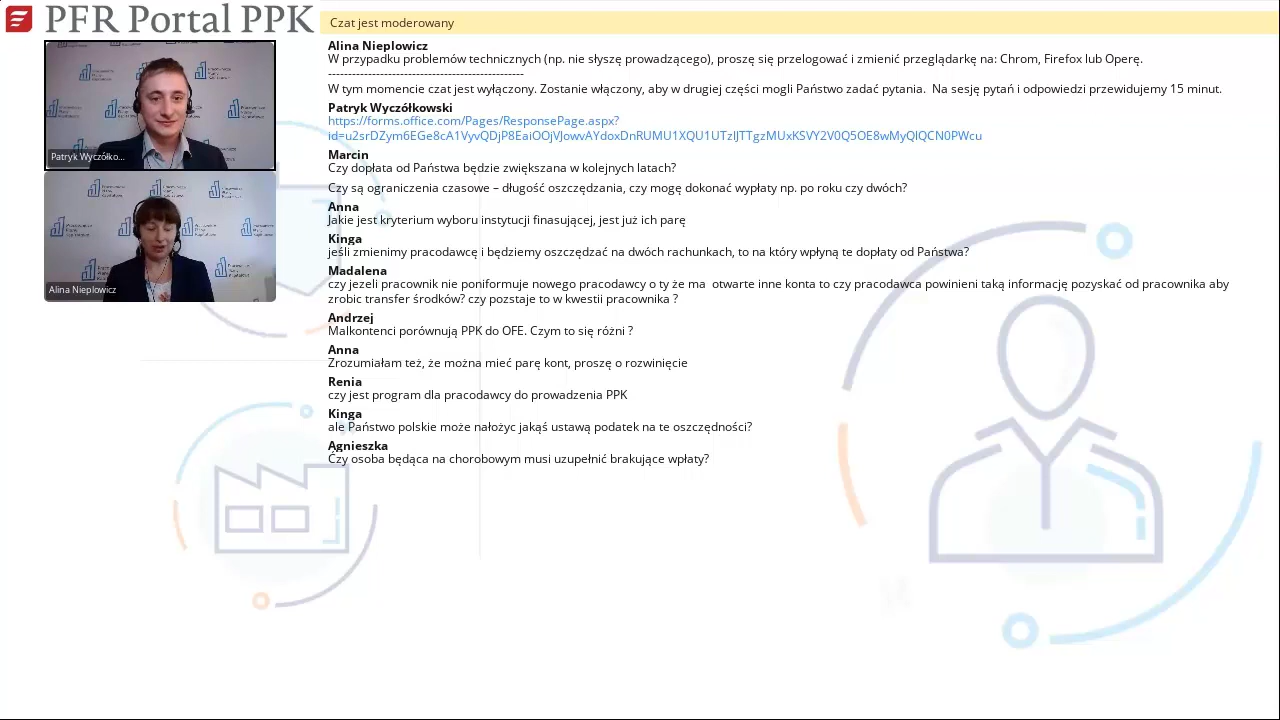 PFR Portal PPK
Czat jest moderowany
Patryk Wyczółko...
Alina Nieplowicz
Alina Nieplowicz
W przypadku problemów technicznych (np. nie słyszę prowadzącego), proszę się przelogować i zmienić przeglądarkę na: Chrom, Firefox lub Operę.
-------------------------------------------------
W tym momencie czat jest wyłączony. Zostanie włączony, aby w drugiej części mogli Państwo zadać pytania. Na sesję pytań i odpowiedzi przewidujemy 15 minut.
Patryk Wyczółkowski
https://forms.office.com/Pages/ResponsePage.aspx?
id=u2srDZym6EGe8cA1VyvQDjP8EaiOOjVJowvAYdoxDnRUMU1XQU1UTzlJTTgzMUxKSVY2V0Q5OE8wMyQlQCN0PWcu
Marcin
Czy dopłata od Państwa będzie zwiększana w kolejnych latach?
Czy są ograniczenia czasowe – długość oszczędzania, czy mogę dokonać wypłaty np. po roku czy dwóch?
Anna
Jakie jest kryterium wyboru instytucji finasującej, jest już ich parę
Kinga
jeśli zmienimy pracodawcę i będziemy oszczędzać na dwóch rachunkach, to na który wpłyną te dopłaty od Państwa?
Madalena
czy jezeli pracownik nie poniformuje nowego pracodawcy o ty że ma otwarte inne konta to czy pracodawca powinieni taką informację pozyskać od pracownika aby
zrobic transfer środków? czy pozstaje to w kwestii pracownika ?
Andrzej
Malkontenci porównują PPK do OFE. Czym to się różni ?
Anna
Zrozumiałam też, że można mieć parę kont, proszę o rozwinięcie
Renia
czy jest program dla pracodawcy do prowadzenia PPK
Kinga
ale Państwo polskie może nałożyc jakąś ustawą podatek na te oszczędności?
Agnieszka
Czy osoba będąca na chorobowym musi uzupełnić brakujące wpłaty?